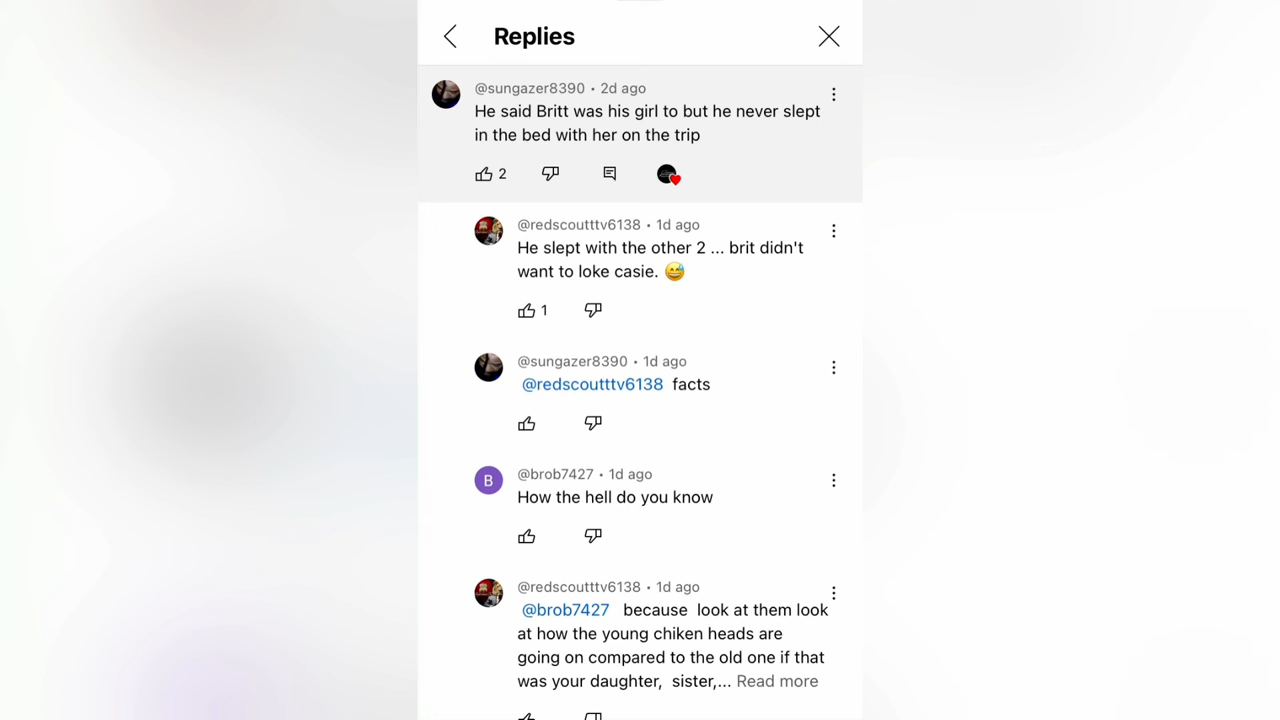 Replies
@sungazer8390 • 2d ago
He said Britt was his girl to but he never slept
in the bed with her on the trip
2
@redscoutttv6138 • 1d ago
He slept with the other 2 ... brit didn't
want to loke casie. 😅
1
@sungazer8390 • 1d ago
@redscoutttv6138 facts
B
@brob7427 • 1d ago
How the hell do you know
@redscoutttv6138 • 1d ago
@brob7427 because look at them look
at how the young chiken heads are
going on compared to the old one if that
was your daughter, sister,... Read more